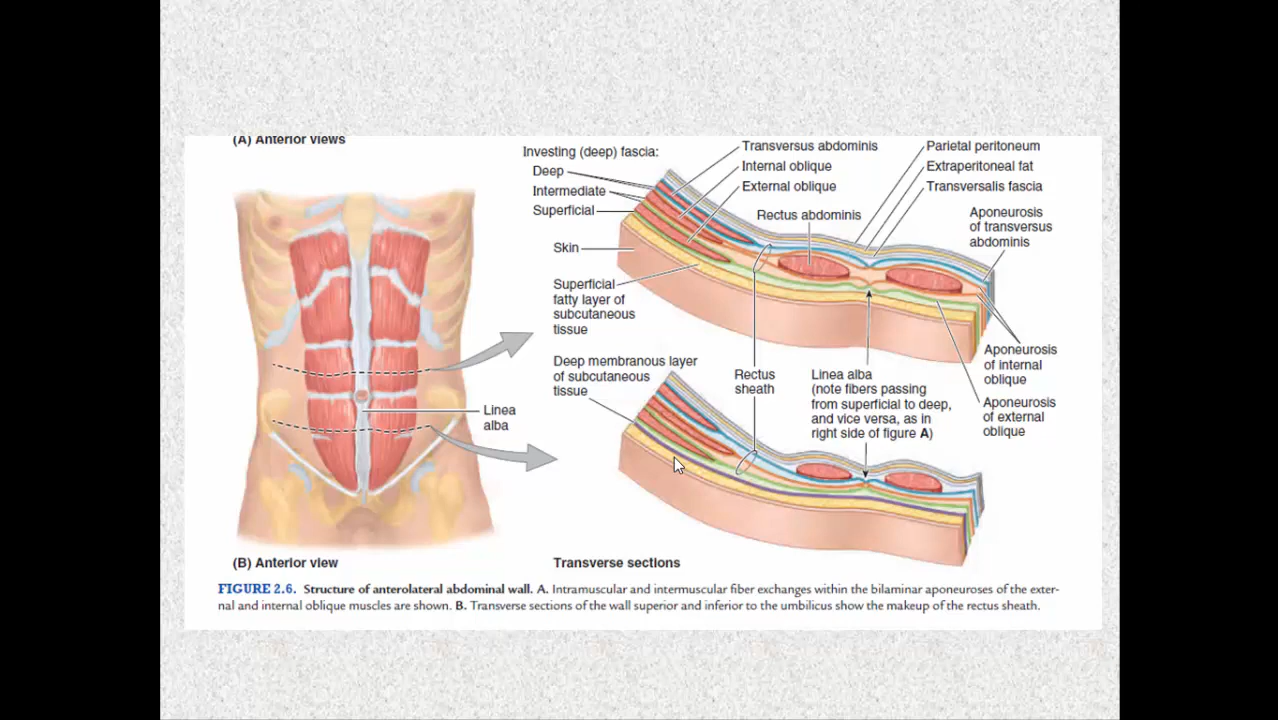 (A) Anterior views
Investing (deep) fascia:
Deep
Intermediate
Superficial
Skin
Superficial
fatty layer of
subcutaneous
tissue
Deep membranous layer
of subcutaneous
tissue
Transversus abdominis
Internal oblique
External oblique
Rectus abdominis
Parietal peritoneum
Extraperitoneal fat
Transversalis fascia
Aponeurosis
of transversus
abdominis
Aponeurosis
of internal
oblique
Aponeurosis
of external
oblique
Rectus
sheath
Linea alba
(note fibers passing
from superficial to deep,
and vice versa, as in
right side of figure A)
Linea
alba
(B) Anterior view
Transverse sections
FIGURE 2.6. Structure of anterolateral abdominal wall. A. Intramuscular and intermuscular fiber exchanges within the bilaminar aponeuroses of the exter-
nal and internal oblique muscles are shown. B. Transverse sections of the wall superior and inferior to the umbilicus show the makeup of the rectus sheath.